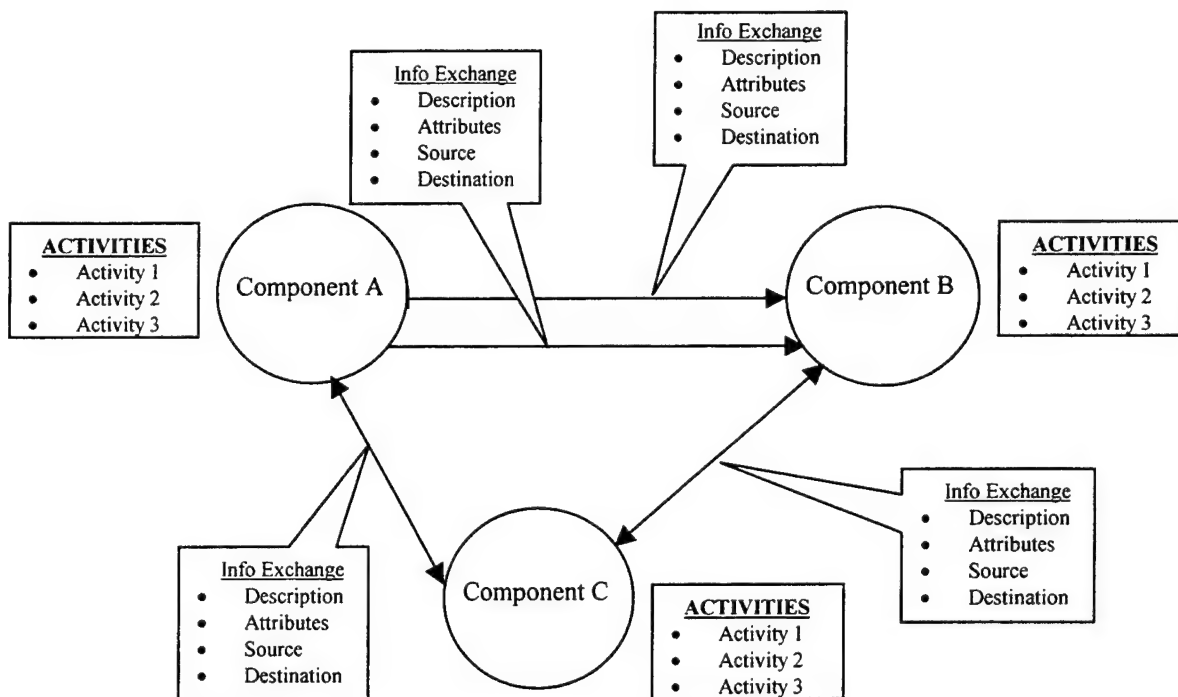 Info Exchange
• Description
• Attributes
• Source
• Destination
Info Exchange
• Description
• Attributes
• Source
• Destination
ACTIVITIES
• Activity 1
• Activity 2
• Activity 3
Component A
Component B
ACTIVITIES
• Activity 1
• Activity 2
• Activity 3
Info Exchange
• Description
• Attributes
• Source
• Destination
Component C
ACTIVITIES
• Activity 1
• Activity 2
• Activity 3
Info Exchange
• Description
• Attributes
• Source
• Destination